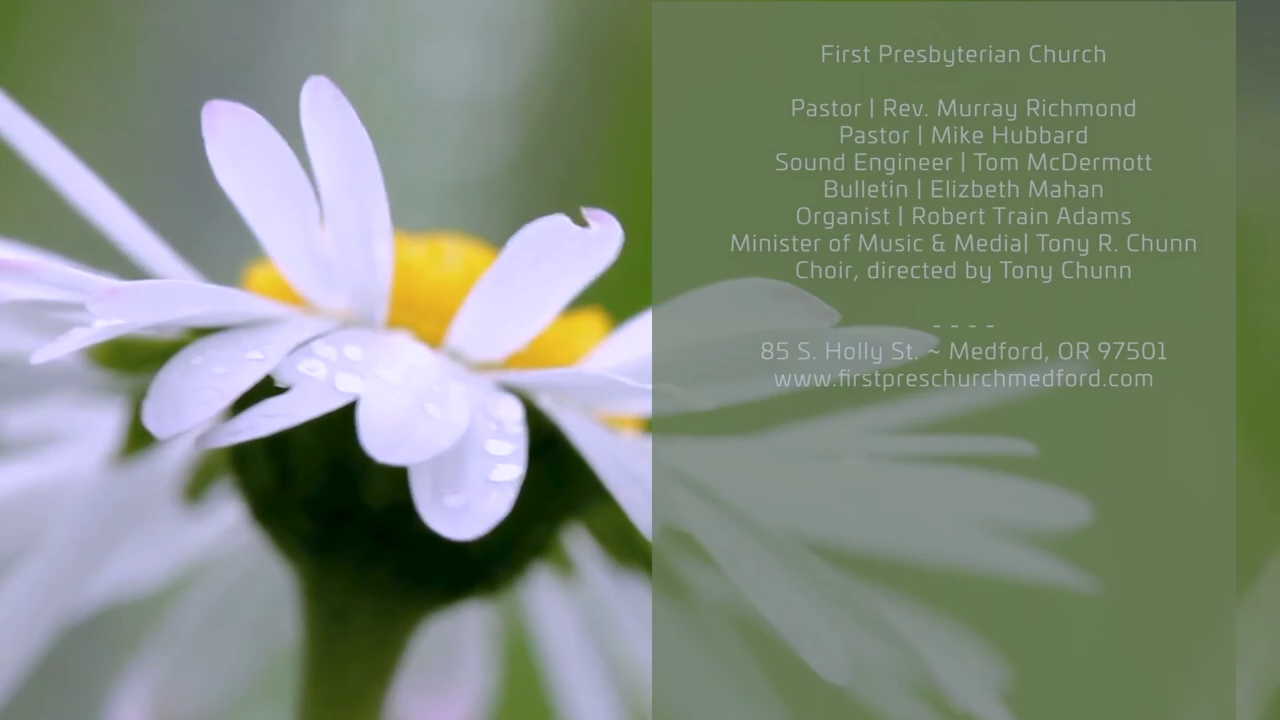 First Presbyterian Church
Pastor | Rev. Murray Richmond
Pastor | Mike Hubbard
Sound Engineer | Tom McDermott
Bulletin | Elizbeth Mahan
Organist | Robert Train Adams
Minister of Music & Media| Tony R. Chunn
Choir, directed by Tony Chunn
- - - -
85 S. Holly St. ~ Medford, OR 97501
www.firstpreschurchmedford.com